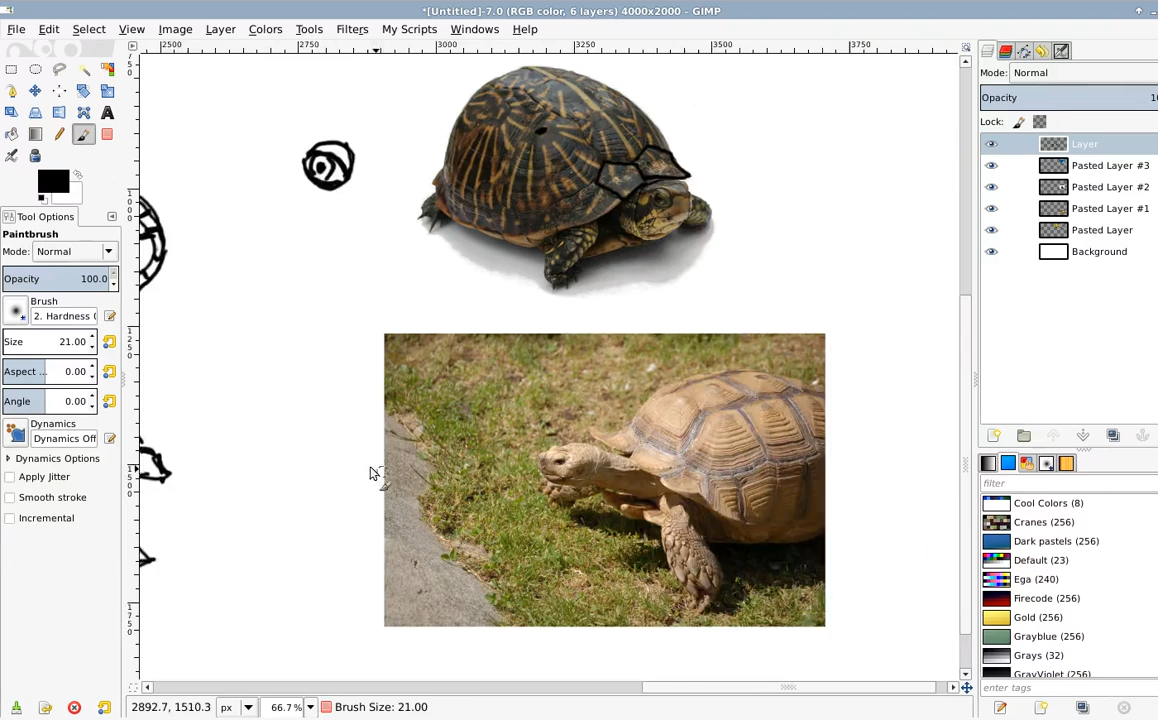 *[Untitled]-7.0 (RGB color, 6 layers) 4000x2000 – GIMP
File Edit Select View Image Layer Colors Tools Filters My Scripts Windows Help
2500 2750 3000 3250 3500 3750
Mode: Normal
Opacity 10
Lock:
Layer
Pasted Layer #3
Pasted Layer #2
Pasted Layer #1
Pasted Layer
Background
Tool Options
Paintbrush
Mode: Normal
Opacity 100.0
Brush
2. Hardness (
Size 21.00
Aspect ... 0.00
Angle 0.00
Dynamics
Dynamics Off
Dynamics Options
Apply Jitter
Smooth stroke
Incremental
filter
Cool Colors (8)
Cranes (256)
Dark pastels (256)
Default (23)
Ega (240)
Firecode (256)
Gold (256)
Grayblue (256)
Grays (32)
GrayViolet (256)
enter tags
2892.7, 1510.3 px 66.7% Brush Size: 21.00